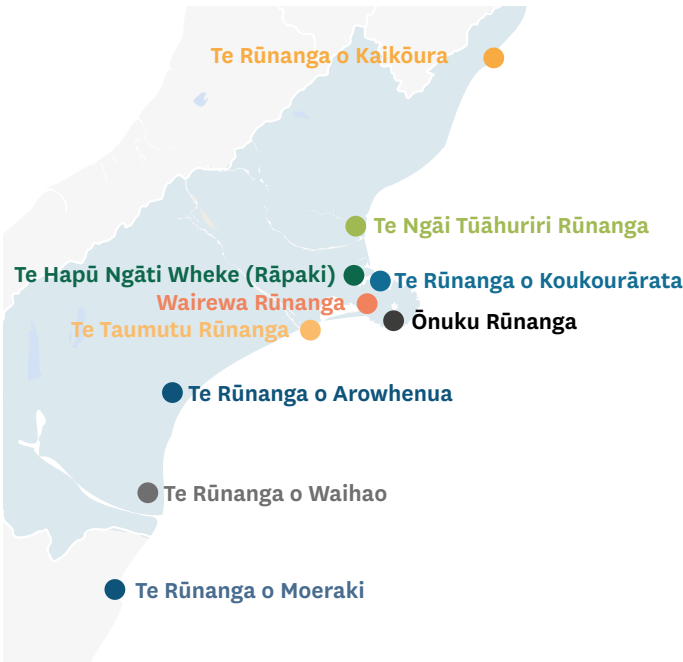 Te Rūnanga o Kaikōura
Te Ngāi Tūāhuriri Rūnanga
Te Hapū Ngāti Wheke (Rāpaki)
Te Rūnanga o Koukourārata
Wairewa Rūnanga
Ōnuku Rūnanga
Te Taumutu Rūnanga
Te Rūnanga o Arowhenua
Te Rūnanga o Waihao
Te Rūnanga o Moeraki